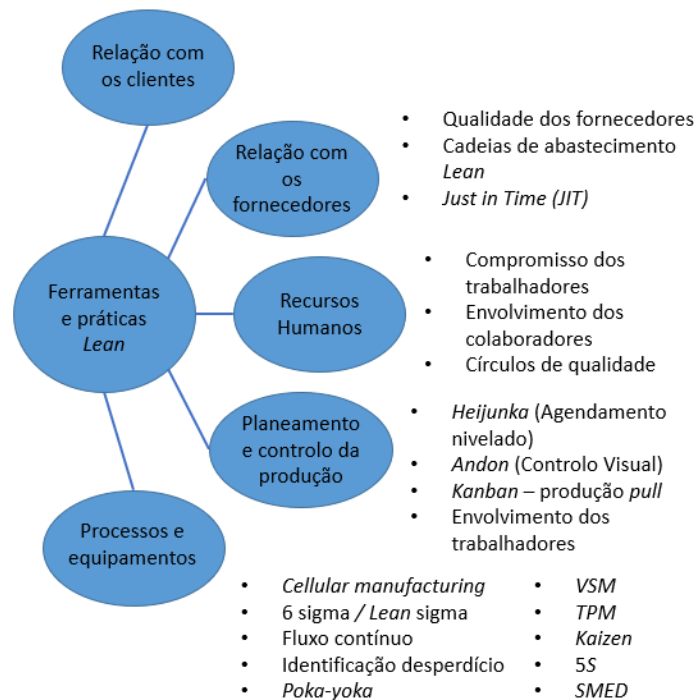 Relação com
os clientes
Relação com
os
fornecedores
• Qualidade dos fornecedores
• Cadeias de abastecimento
Lean
• Just in Time (JIT)
Ferramentas
e práticas
Lean
Recursos
Humanos
• Compromisso dos
trabalhadores
• Envolvimento dos
colaboradores
• Círculos de qualidade
Planeamento
e controlo da
produção
• Heijunka (Agendamento
nivelado)
• Andon (Controlo Visual)
• Kanban – produção pull
• Envolvimento dos
trabalhadores
Processos e
equipamentos
• Cellular manufacturing
• 6 sigma / Lean sigma
• Fluxo contínuo
• Identificação desperdício
• Poka-yoka
• VSM
• TPM
• Kaizen
• 5S
• SMED